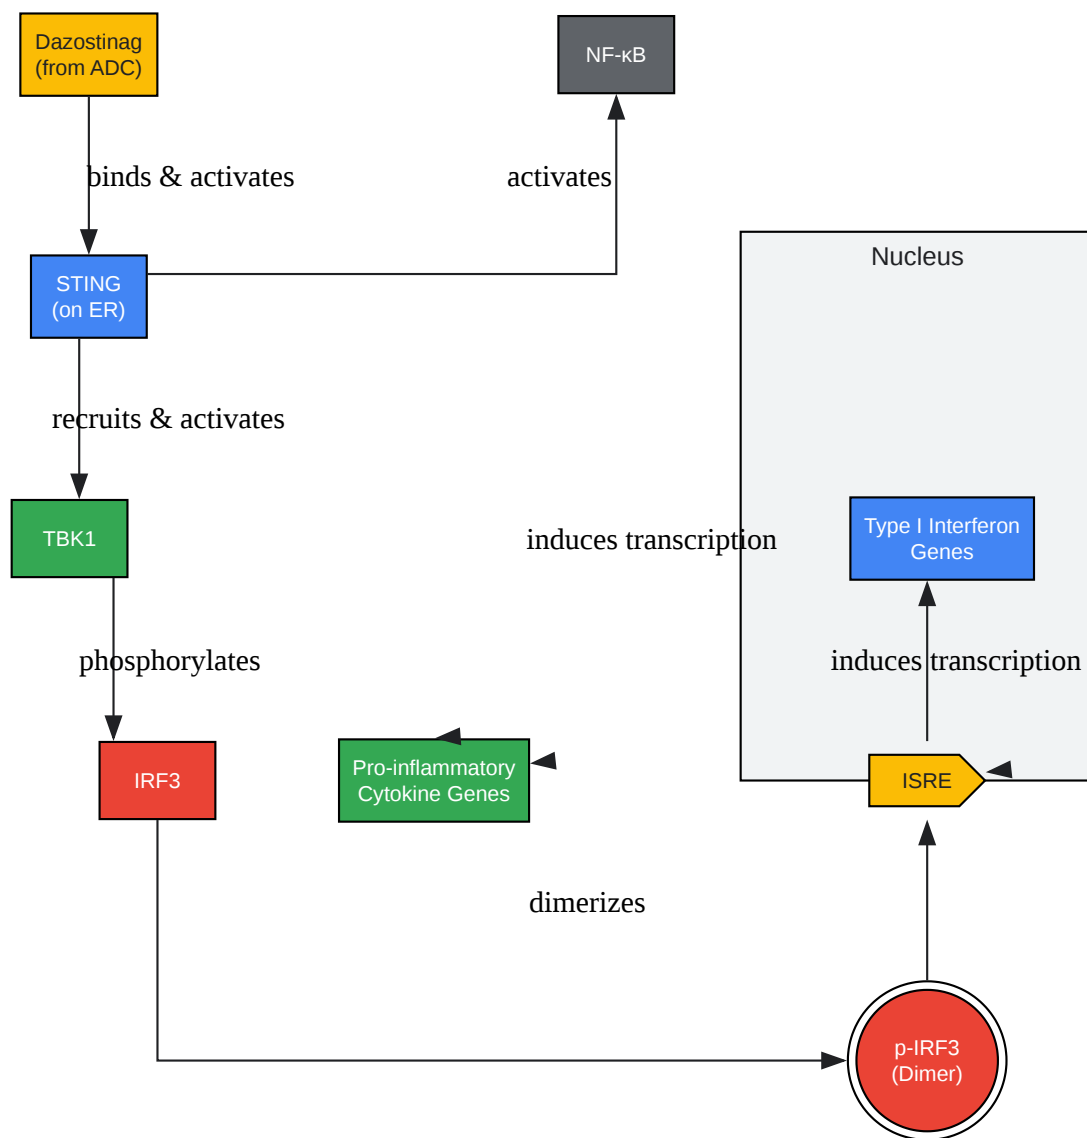 Dazostinag
(from ADC)
NF-κB
binds & activates
activates
Nucleus
STING
(on ER)
recruits & activates
TBK1
induces transcription
Type I Interferon
Genes
phosphorylates
induces transcription
IRF3
Pro-inflammatory
Cytokine Genes
ISRE
dimerizes
p-IRF3
(Dimer)